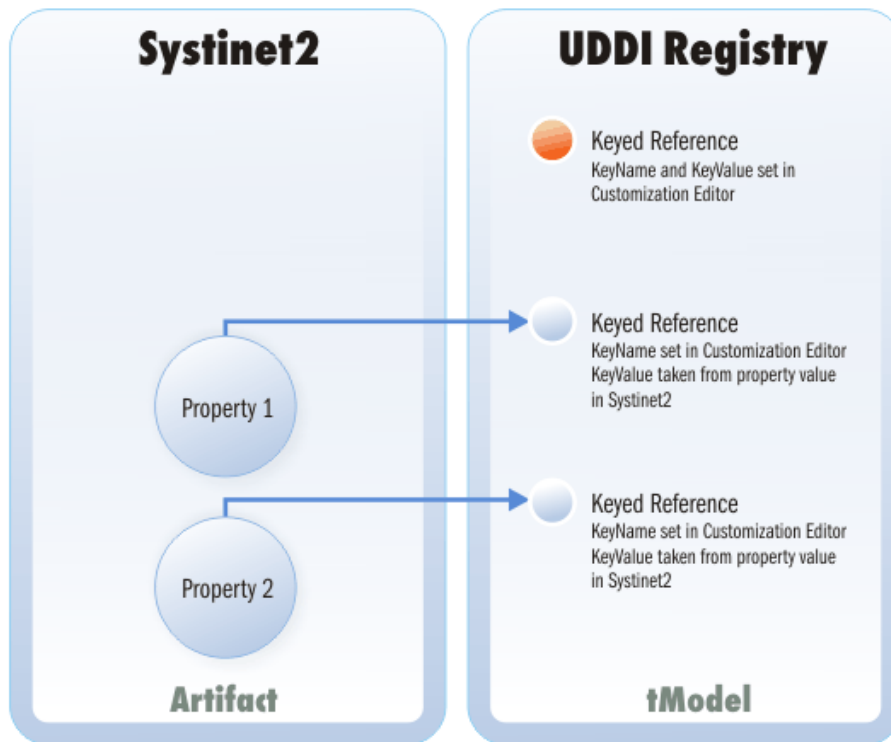 Systinet2
UDDI Registry
Keyed Reference
KeyName and KeyValue set in
Customization Editor
Keyed Reference
KeyName set in Customization Editor
KeyValue taken from property value
in Systinet2
Property 1
Keyed Reference
KeyName set in Customization Editor
KeyValue taken from property value
in Systinet2
Property 2
Artifact
tModel